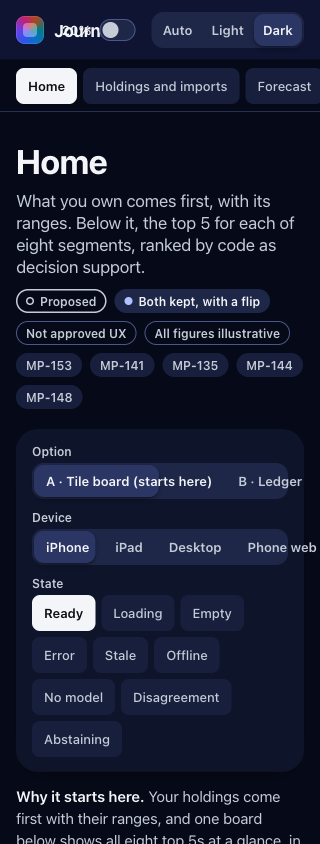 Journ
20%
Auto Light Dark
Home Holdings and imports Forecast
Home
What you own comes first, with its
ranges. Below it, the top 5 for each of
eight segments, ranked by code as
decision support.
Proposed Both kept, with a flip
Not approved UX All figures illustrative
MP-153 MP-141 MP-135 MP-144
MP-148
Option
A · Tile board (starts here) B · Ledger
Device
iPhone iPad Desktop Phone web
State
Ready Loading Empty
Error Stale Offline
No model Disagreement
Abstaining
Why it starts here. Your holdings come
first with their ranges, and one board
below shows all eight top 5s at a glance, in